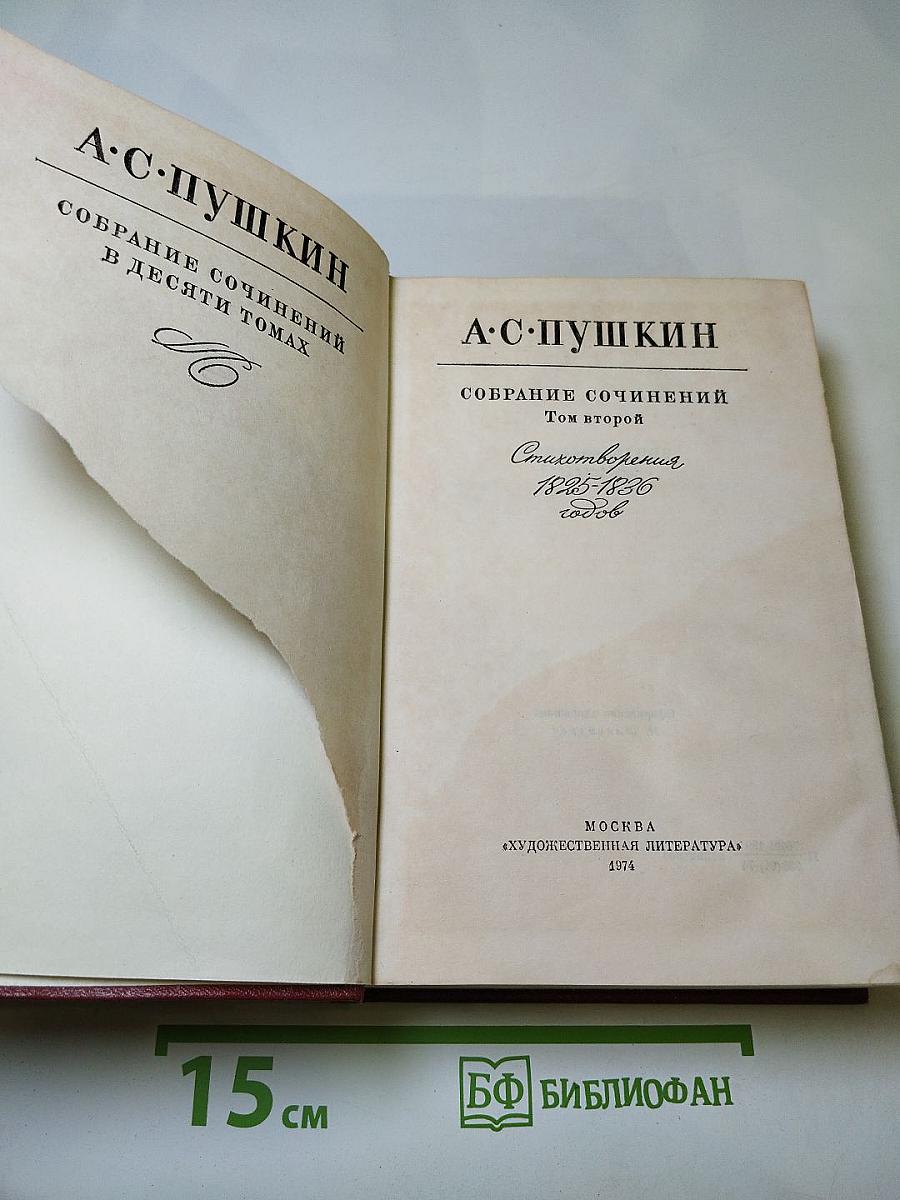 А·С·ПУШКИН
СОБРАНИЕ СОЧИНЕНИЙ
В ДЕСЯТИ ТОМАХ
А·С·ПУШКИН
СОБРАНИЕ СОЧИНЕНИЙ
Том второй
Стихотворения
1825-1836
годов
МОСКВА
«ХУДОЖЕСТВЕННАЯ ЛИТЕРАТУРА»
1974
15 см
БФ БИБЛИОФАН